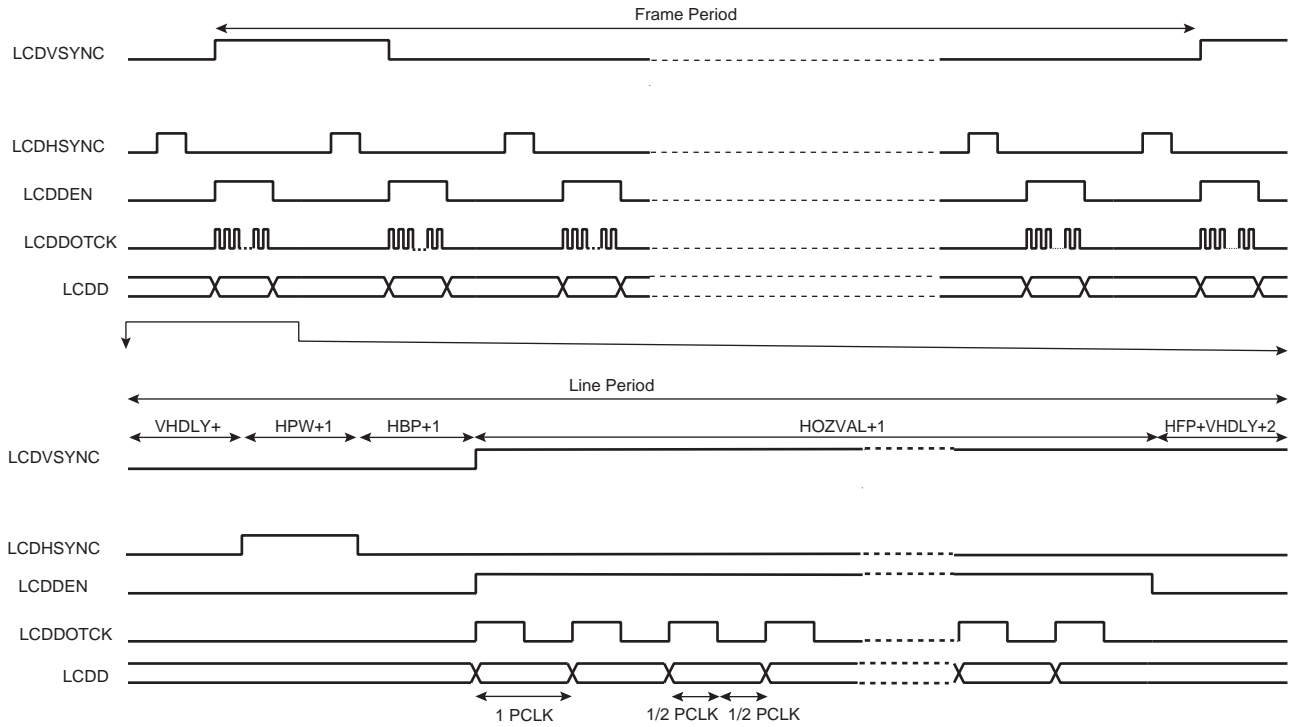 Frame Period
LCDVSYNC
LCDHSYNC
LCDDEN
LCDDOTCK
LCDD
Line Period
VHDLY+ HPW+1 HBP+1 HOZVAL+1 HFP+VHDLY+2
LCDVSYNC
LCDHSYNC
LCDDEN
LCDDOTCK
LCDD
1 PCLK 1/2 PCLK 1/2 PCLK